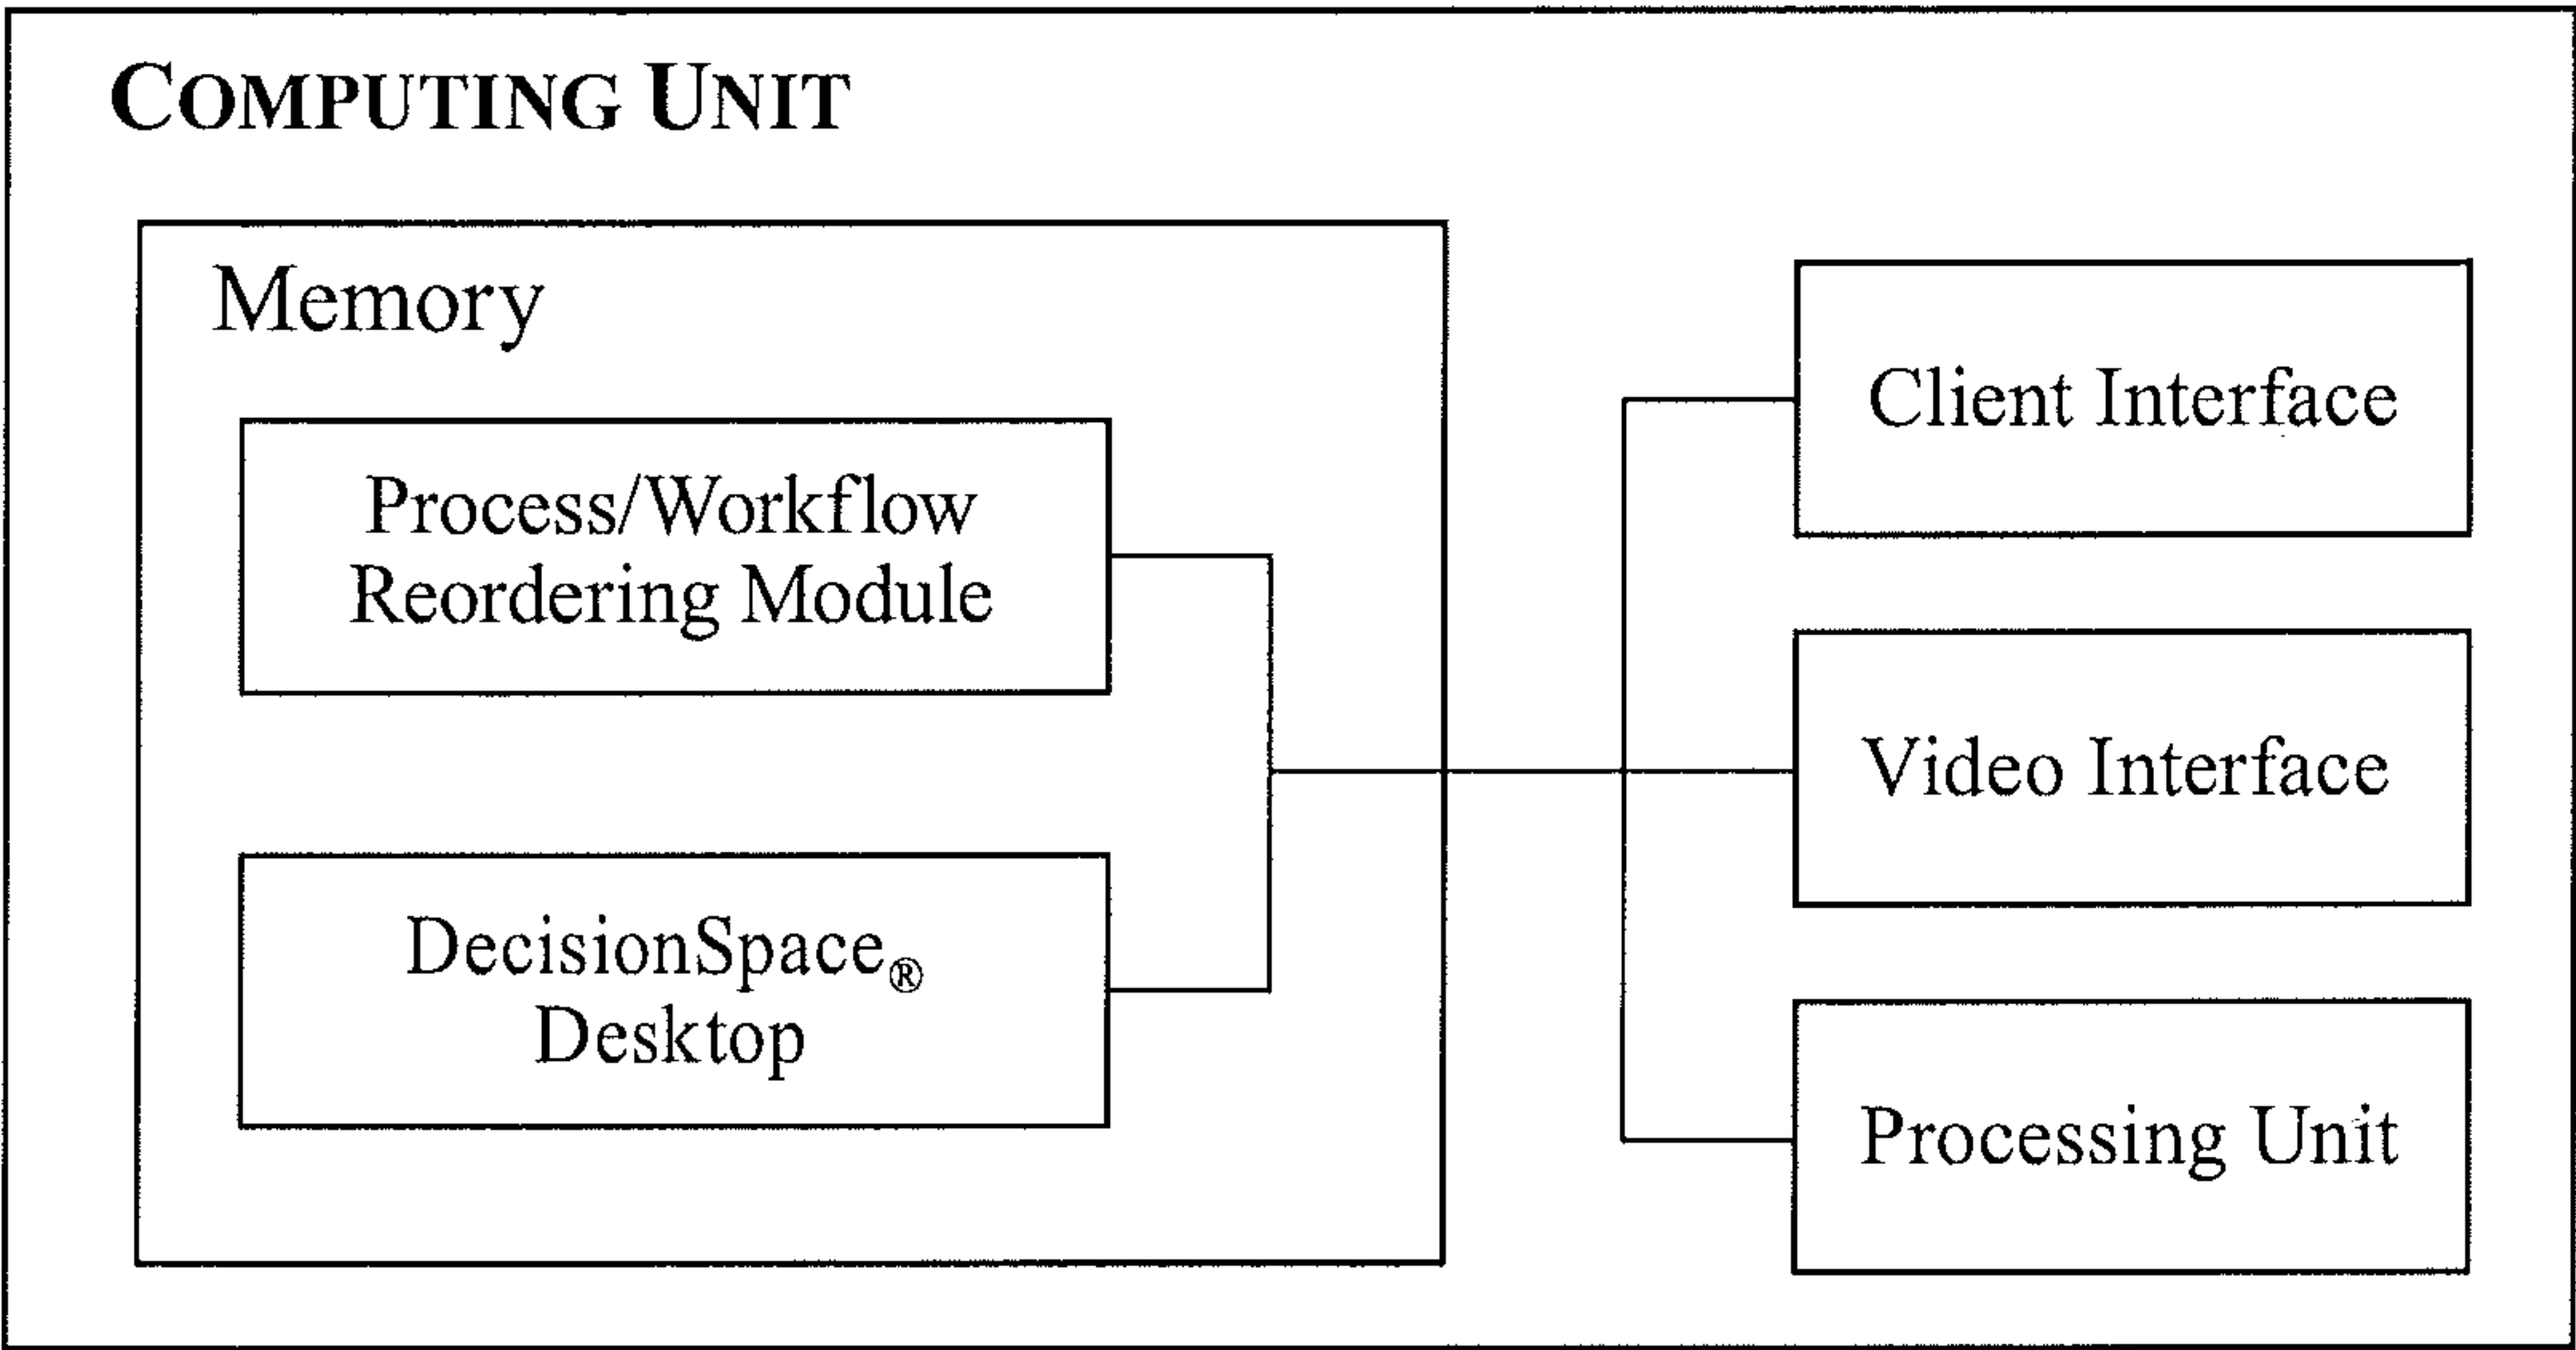 COMPUTING UNIT
Memory
Process/Workflow
Reordering Module
DecisionSpace®
Desktop
Client Interface
Video Interface
Processing Unit